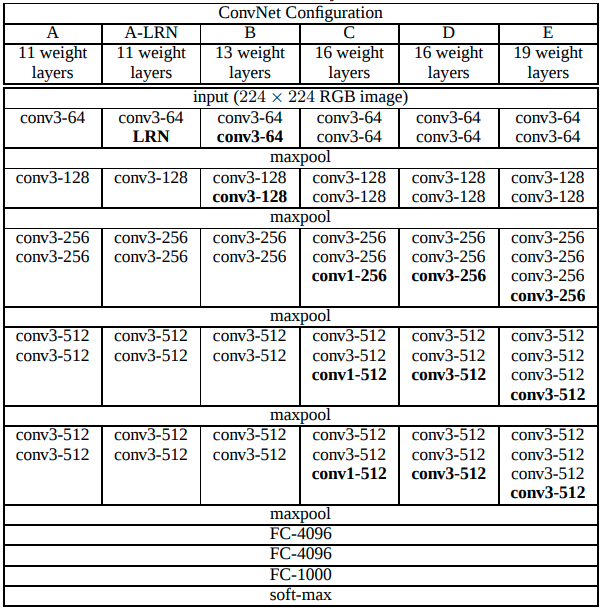 ConvNet Configuration
A A-LRN B C D E
11 weight 11 weight 13 weight 16 weight 16 weight 19 weight
layers layers layers layers layers layers
input (224 × 224 RGB image)
conv3-64 conv3-64 conv3-64 conv3-64 conv3-64 conv3-64
LRN conv3-64 conv3-64 conv3-64 conv3-64
maxpool
conv3-128 conv3-128 conv3-128 conv3-128 conv3-128 conv3-128
conv3-128 conv3-128 conv3-128 conv3-128
maxpool
conv3-256 conv3-256 conv3-256 conv3-256 conv3-256 conv3-256
conv3-256 conv3-256 conv3-256 conv3-256 conv3-256 conv3-256
conv1-256 conv3-256 conv3-256
conv3-256
maxpool
conv3-512 conv3-512 conv3-512 conv3-512 conv3-512 conv3-512
conv3-512 conv3-512 conv3-512 conv3-512 conv3-512 conv3-512
conv1-512 conv3-512 conv3-512
conv3-512
maxpool
conv3-512 conv3-512 conv3-512 conv3-512 conv3-512 conv3-512
conv3-512 conv3-512 conv3-512 conv3-512 conv3-512 conv3-512
conv1-512 conv3-512 conv3-512
conv3-512
maxpool
FC-4096
FC-4096
FC-1000
soft-max